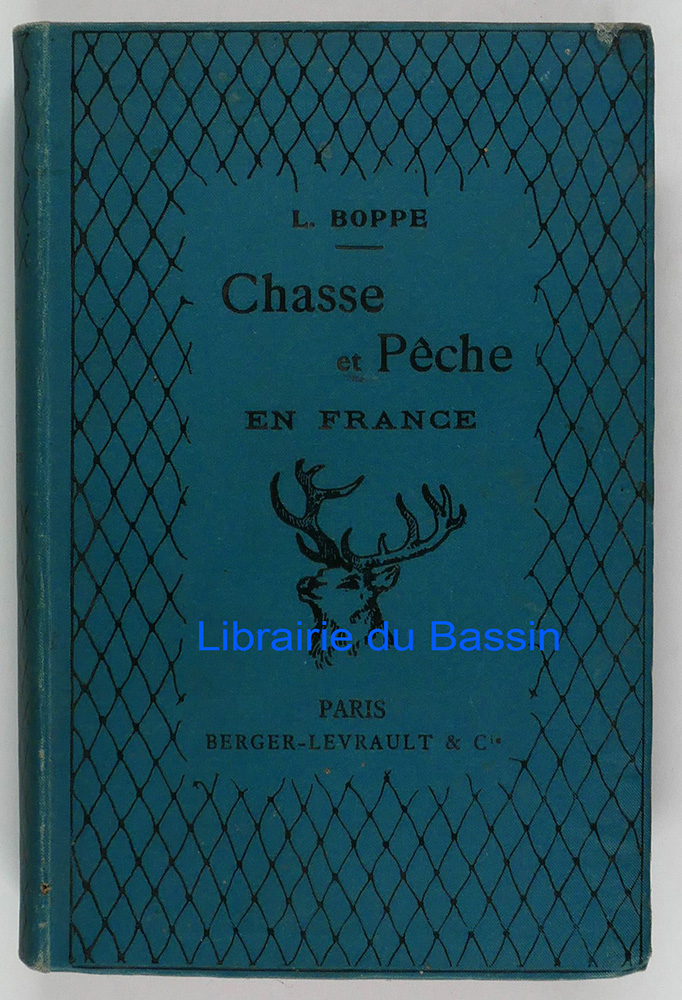 L. BOPPE
Chasse
et Pêche
EN FRANCE
Librairie du Bassin
PARIS
BERGER-LEVRAULT & Cie